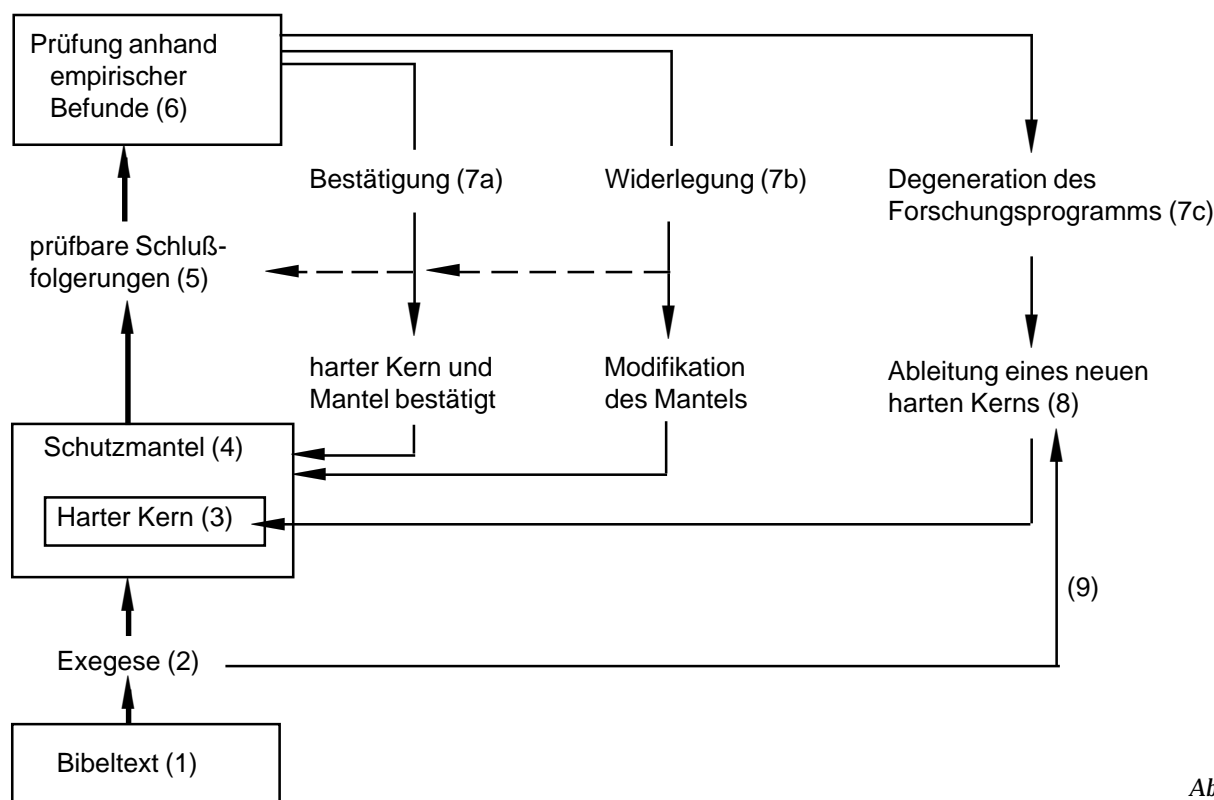 Prüfung anhand
empirischer
Befunde (6)
Bestätigung (7a)
Widerlegung (7b)
Degeneration des
Forschungsprogramms (7c)
prüfbare Schluß-
folgerungen (5)
harter Kern und
Mantel bestätigt
Modifikation
des Mantels
Ableitung eines neuen
harten Kerns (8)
Schutzmantel (4)
Harter Kern (3)
(9)
Exegese (2)
Bibeltext (1)
Ab